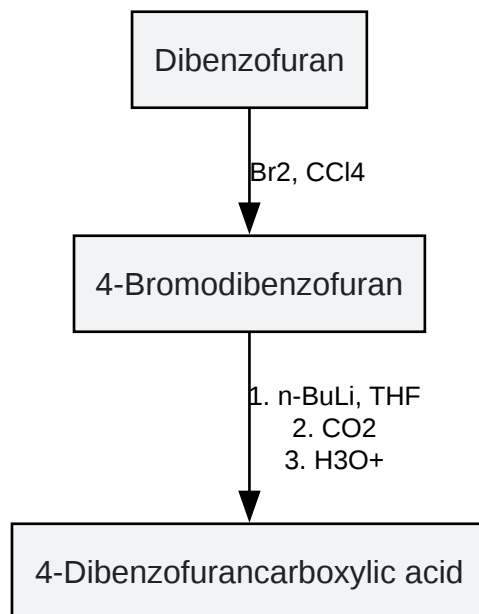 Dibenzofuran
Br2, CCl4
4-Bromodibenzofuran
1. n-BuLi, THF
2. CO2
3. H3O+
4-Dibenzofurancarboxylic acid